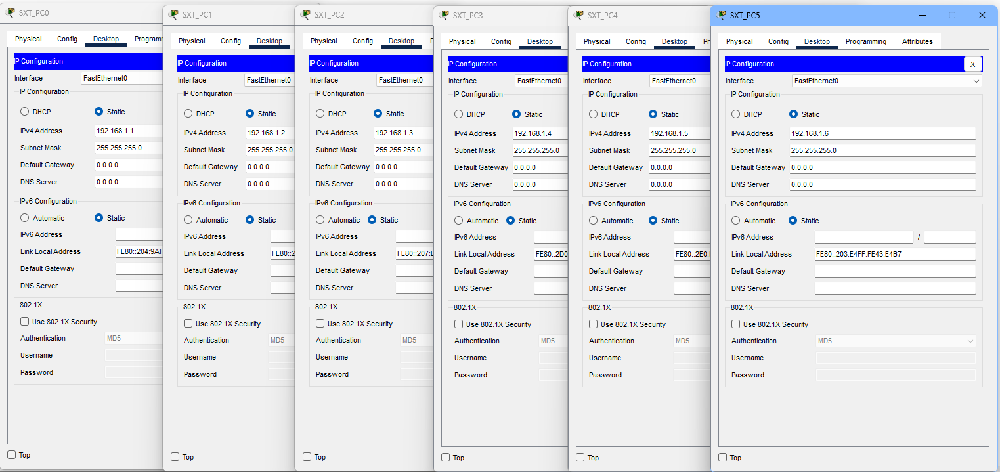 SXT_PC0
Physical Config Desktop Programm
IP Configuration
Interface FastEthernet0
IP Configuration
DHCP Static
IPv4 Address 192.168.1.1
Subnet Mask 255.255.255.0
Default Gateway 0.0.0.0
DNS Server 0.0.0.0
IPv6 Configuration
Automatic Static
IPv6 Address
Link Local Address FE80::204:9AF
Default Gateway
DNS Server
802.1X
Use 802.1X Security
Authentication MD5
Username
Password
Top
SXT_PC1
Physical Config Desktop
IP Configuration
Interface FastEthernet0
IP Configuration
DHCP Static
IPv4 Address 192.168.1.2
Subnet Mask 255.255.255.0
Default Gateway 0.0.0.0
DNS Server 0.0.0.0
IPv6 Configuration
Automatic Static
IPv6 Address
Link Local Address FE80::2
Default Gateway
DNS Server
802.1X
Use 802.1X Security
Authentication MD5
Username
Password
Top
SXT_PC2
Physical Config Desktop P
IP Configuration
Interface FastEthernet0
IP Configuration
DHCP Static
IPv4 Address 192.168.1.3
Subnet Mask 255.255.255.0
Default Gateway 0.0.0.0
DNS Server 0.0.0.0
IPv6 Configuration
Automatic Static
IPv6 Address
Link Local Address FE80::207:E
Default Gateway
DNS Server
802.1X
Use 802.1X Security
Authentication MD5
Username
Password
Top
SXT_PC3
Physical Config Desktop
IP Configuration
Interface FastEthernet0
IP Configuration
DHCP Static
IPv4 Address 192.168.1.4
Subnet Mask 255.255.255.0
Default Gateway 0.0.0.0
DNS Server 0.0.0.0
IPv6 Configuration
Automatic Static
IPv6 Address
Link Local Address FE80::2D0
Default Gateway
DNS Server
802.1X
Use 802.1X Security
Authentication MD5
Username
Password
Top
SXT_PC4
Physical Config Desktop Pr
IP Configuration
Interface FastEthernet0
IP Configuration
DHCP Static
IPv4 Address 192.168.1.5
Subnet Mask 255.255.255.0
Default Gateway 0.0.0.0
DNS Server 0.0.0.0
IPv6 Configuration
Automatic Static
IPv6 Address
Link Local Address FE80::2E0:
Default Gateway
DNS Server
802.1X
Use 802.1X Security
Authentication MD5
Username
Password
Top
SXT_PC5
Physical Config Desktop Programming Attributes
IP Configuration X
Interface FastEthernet0
IP Configuration
DHCP Static
IPv4 Address 192.168.1.6
Subnet Mask 255.255.255.0
Default Gateway 0.0.0.0
DNS Server 0.0.0.0
IPv6 Configuration
Automatic Static
IPv6 Address /
Link Local Address FE80::203:E4FF:FE43:E4B7
Default Gateway
DNS Server
802.1X
Use 802.1X Security
Authentication MD5
Username
Password
Top